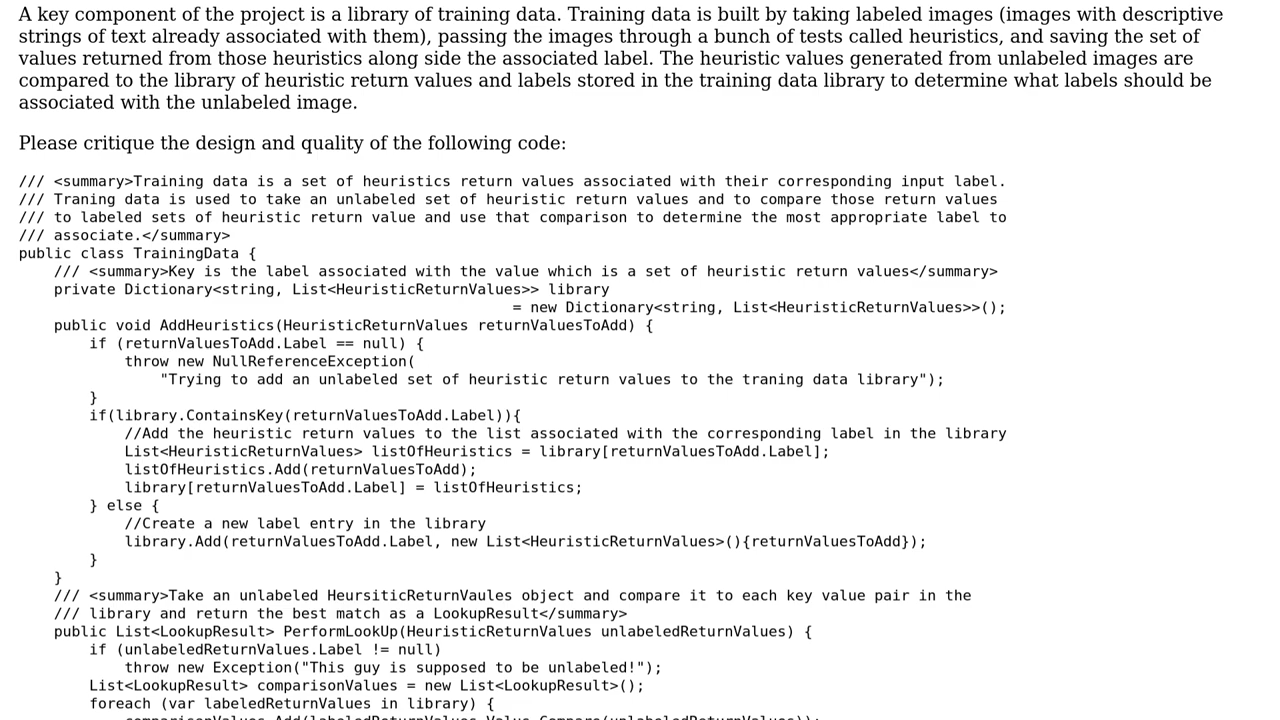 A key component of the project is a library of training data. Training data is built by taking labeled images (images with descriptive
strings of text already associated with them), passing the images through a bunch of tests called heuristics, and saving the set of
values returned from those heuristics along side the associated label. The heuristic values generated from unlabeled images are
compared to the library of heuristic return values and labels stored in the training data library to determine what labels should be
associated with the unlabeled image.
Please critique the design and quality of the following code:
/// <summary>Training data is a set of heuristics return values associated with their corresponding input label.
/// Traning data is used to take an unlabeled set of heuristic return values and to compare those return values
/// to labeled sets of heuristic return value and use that comparison to determine the most appropriate label to
/// associate.</summary>
public class TrainingData {
    /// <summary>Key is the label associated with the value which is a set of heuristic return values</summary>
    private Dictionary<string, List<HeuristicReturnValues>> library
                                                        = new Dictionary<string, List<HeuristicReturnValues>>();
    public void AddHeuristics(HeuristicReturnValues returnValuesToAdd) {
        if (returnValuesToAdd.Label == null) {
            throw new NullReferenceException(
                "Trying to add an unlabeled set of heuristic return values to the traning data library");
        }
        if(library.ContainsKey(returnValuesToAdd.Label)){
            //Add the heuristic return values to the list associated with the corresponding label in the library
            List<HeuristicReturnValues> listOfHeuristics = library[returnValuesToAdd.Label];
            listOfHeuristics.Add(returnValuesToAdd);
            library[returnValuesToAdd.Label] = listOfHeuristics;
        } else {
            //Create a new label entry in the library
            library.Add(returnValuesToAdd.Label, new List<HeuristicReturnValues>(){returnValuesToAdd});
        }
    }
    /// <summary>Take an unlabeled HeursiticReturnVaules object and compare it to each key value pair in the
    /// library and return the best match as a LookupResult</summary>
    public List<LookupResult> PerformLookUp(HeuristicReturnValues unlabeledReturnValues) {
        if (unlabeledReturnValues.Label != null)
            throw new Exception("This guy is supposed to be unlabeled!");
        List<LookupResult> comparisonValues = new List<LookupResult>();
        foreach (var labeledReturnValues in library) {
            comparisonValues.Add(labeledReturnValues.Value.Compare(unlabeledReturnValues));